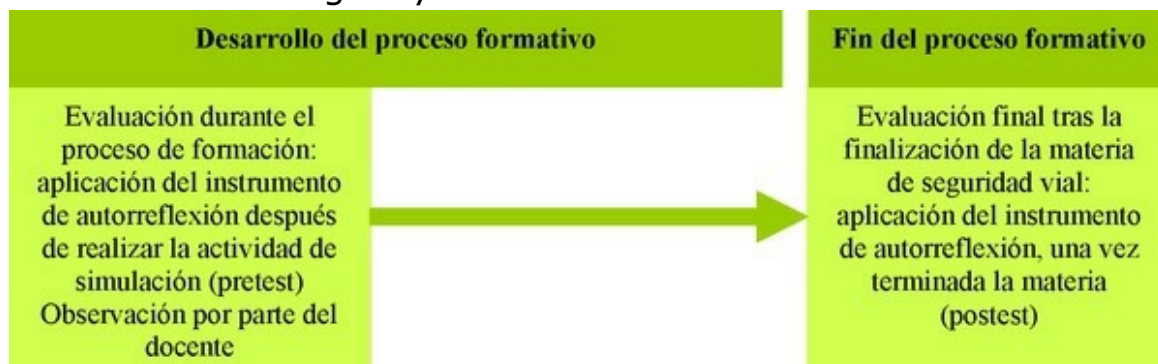 Desarrollo del proceso formativo
Fin del proceso formativo
Evaluación durante el
proceso de formación:
aplicación del instrumento
de autorreflexión después
de realizar la actividad de
simulación (pretest)
Observación por parte del
docente
Evaluación final tras la
finalización de la materia
de seguridad vial:
aplicación del instrumento
de autorreflexión, una vez
terminada la materia
(postest)